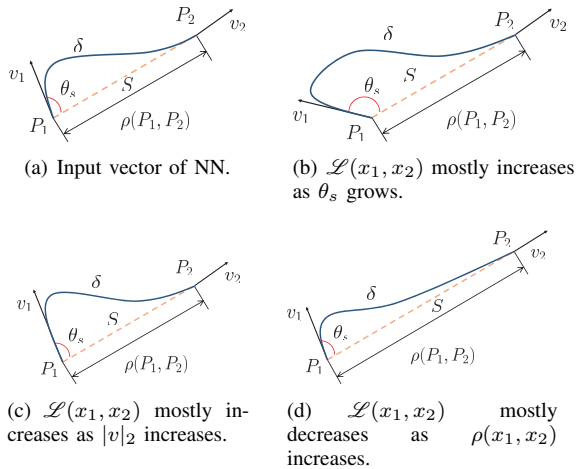 P₂
δ
v₂
v₁
θₛ
S
P₁
ρ(P₁, P₂)
(a) Input vector of NN.
P₂
δ
v₂
θₛ
S
v₁
P₁
ρ(P₁, P₂)
(b) ℒ(x₁, x₂) mostly increases
as θₛ grows.
P₂
δ
v₂
v₁
θₛ
S
P₁
ρ(P₁, P₂)
(c) ℒ(x₁, x₂) mostly in-
creases as |v|₂ increases.
P₂
v₂
δ
v₁
S
θₛ
P₁
ρ(P₁, P₂)
(d) ℒ(x₁, x₂) mostly
decreases as ρ(x₁, x₂)
increases.